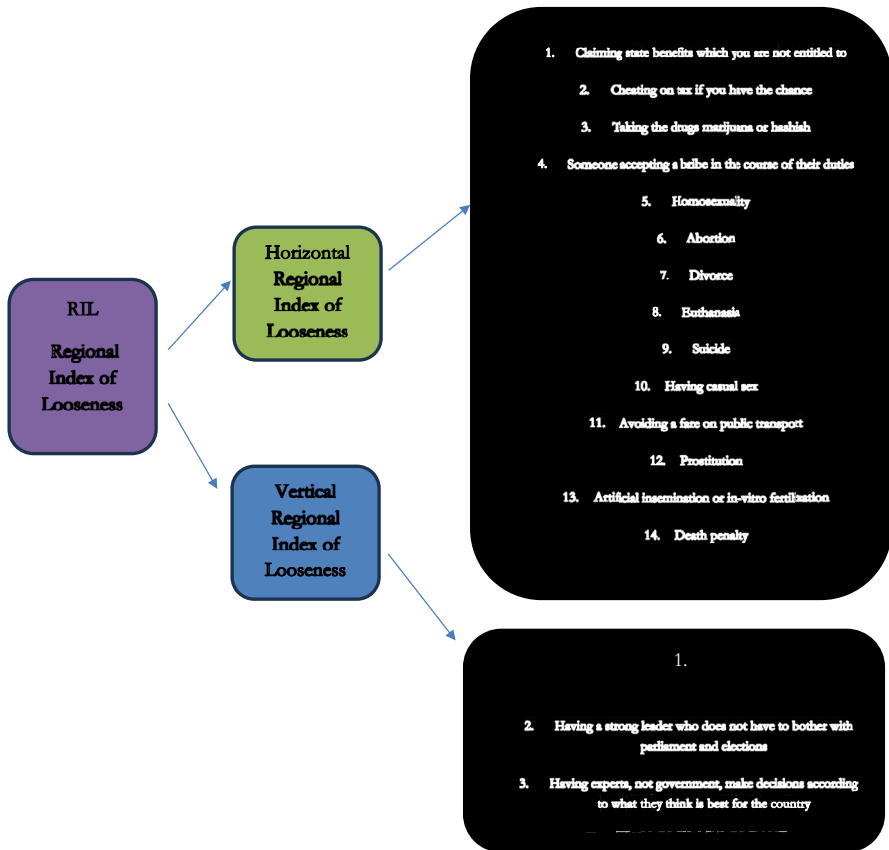 RIL
Regional
Index of
Looseness
Horizontal
Regional
Index of
Looseness
Vertical
Regional
Index of
Looseness
1. Claiming state benefits which you are not entitled to
2. Cheating on tax if you have the chance
3. Taking the drugs marijuana or hashish
4. Someone accepting a bribe in the course of their duties
5. Homosexuality
6. Abortion
7. Divorce
8. Euthanasia
9. Suicide
10. Having casual sex
11. Avoiding a fare on public transport
12. Prostitution
13. Artificial insemination or in-vitro fertilization
14. Death penalty
1.
2. Having a strong leader who does not have to bother with
parliament and elections
3. Having experts, not government, make decisions according
to what they think is best for the country